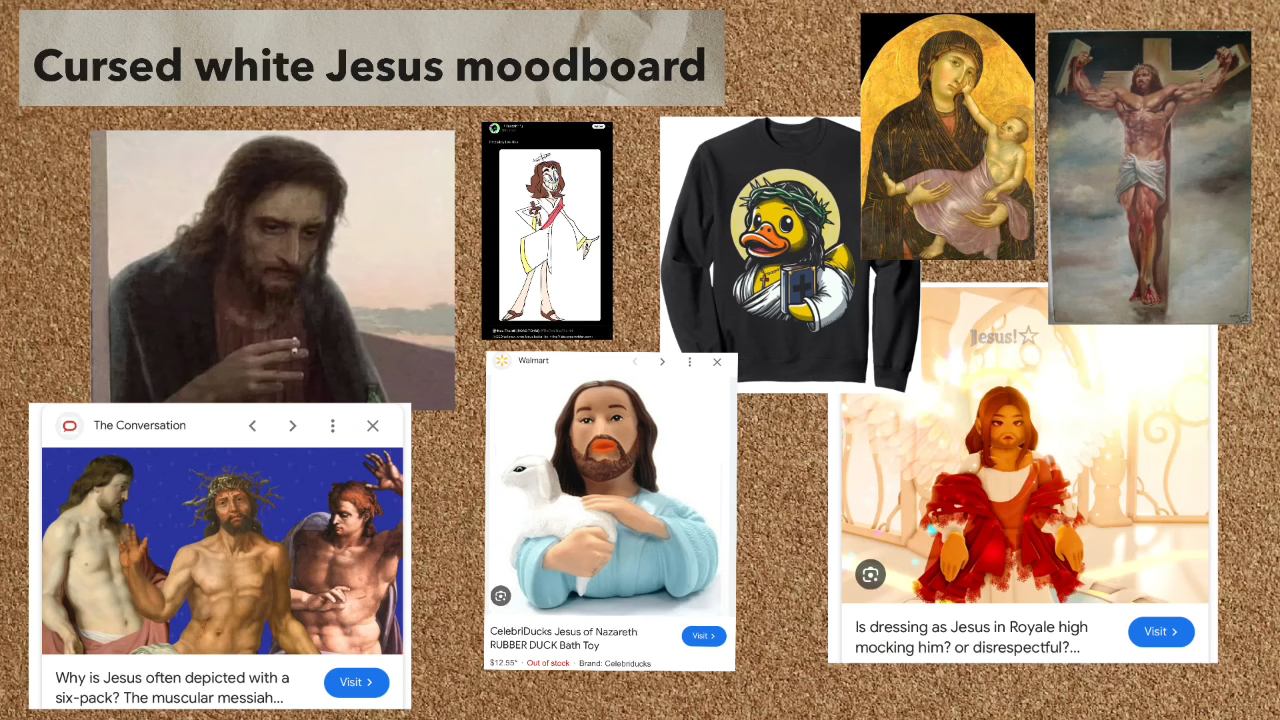 Cursed white Jesus moodboard
Jesus!☆
Walmart
The Conversation
CelebriDucks Jesus of Nazareth
RUBBER DUCK Bath Toy
Visit >
$12.55* · Out of stock · Brand: Celebriducks
Is dressing as Jesus in Royale high
mocking him? or disrespectful?...
Visit >
Why is Jesus often depicted with a
six-pack? The muscular messiah...
Visit >